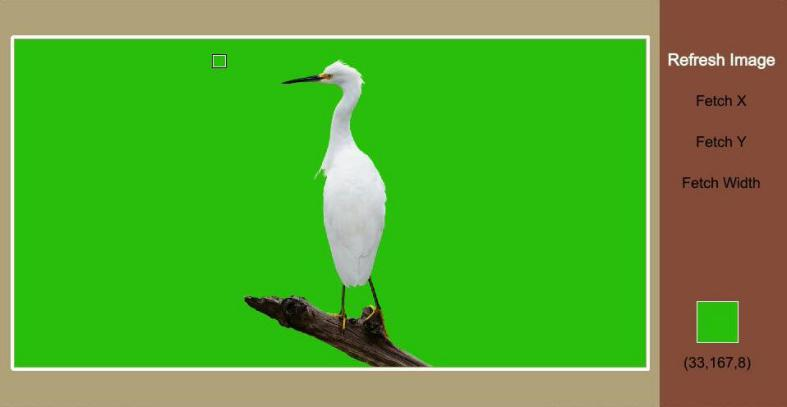 Refresh Image
Fetch X
Fetch Y
Fetch Width
(33,167,8)